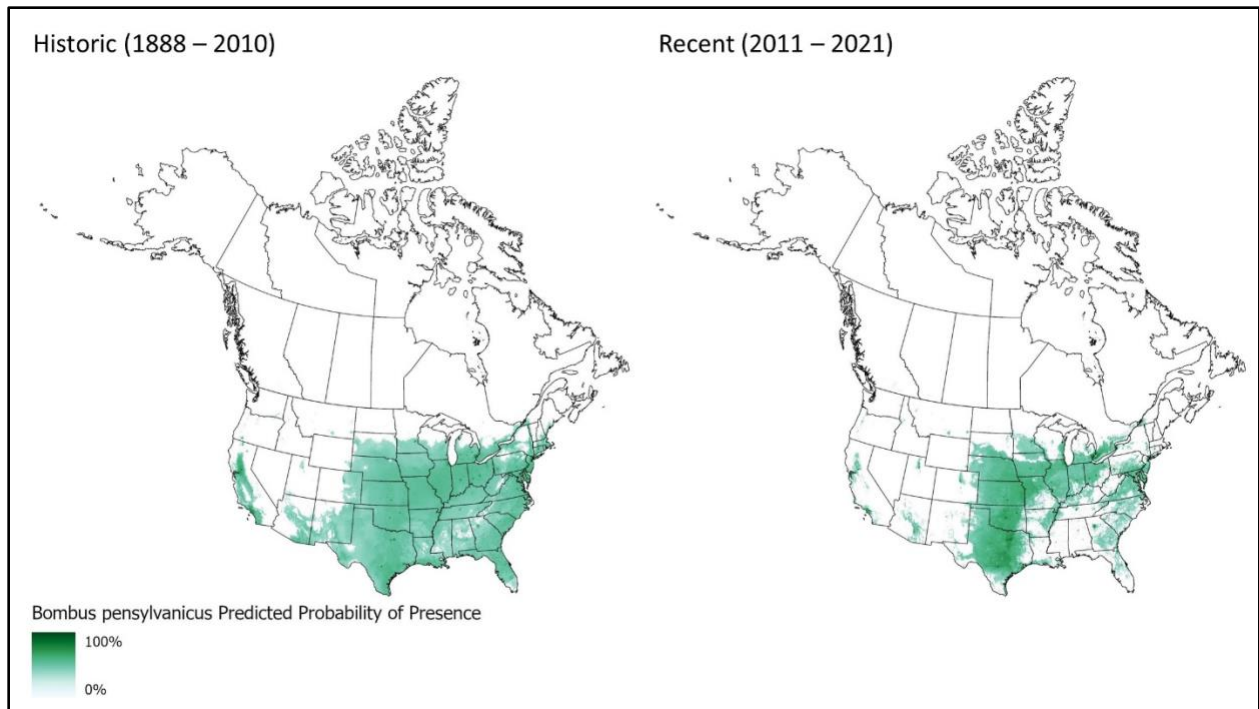 Historic (1888 – 2010)
Recent (2011 – 2021)
Bombus pensylvanicus Predicted Probability of Presence
100%
0%